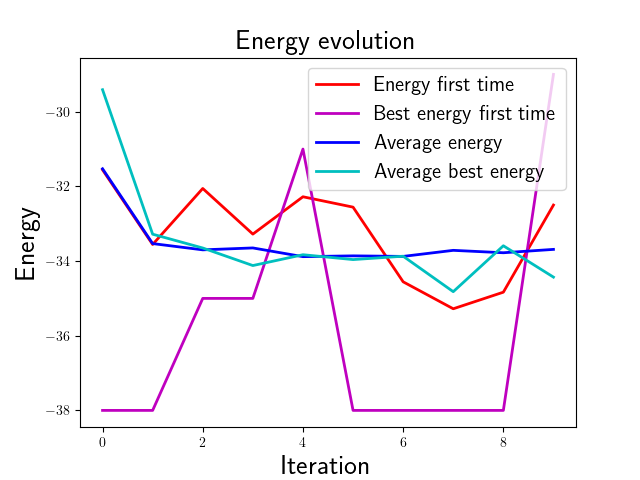 Energy evolution
Energy first time
Best energy first time
Average energy
Average best energy
Energy
−30
−32
−34
−36
−38
0 2 4 6 8
Iteration